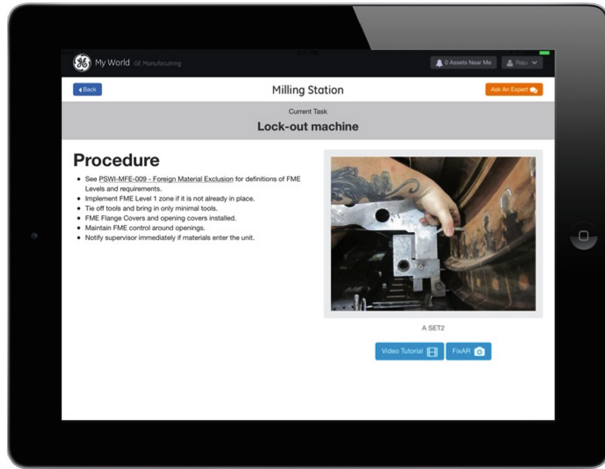 My World GE Manufacturing
0 Assets Near Me
Raju
Back
Milling Station
Ask An Expert
Current Task
Lock-out machine
Procedure
See PSWI-MFE-009 - Foreign Material Exclusion for definitions of FME
Levels and requirements.
Implement FME Level 1 zone if it is not already in place.
Tie off tools and bring in only minimal tools.
FME Flange Covers and opening covers installed.
Maintain FME control around openings.
Notify supervisor immediately if materials enter the unit.
A SET2
Video Tutorial
FixAR